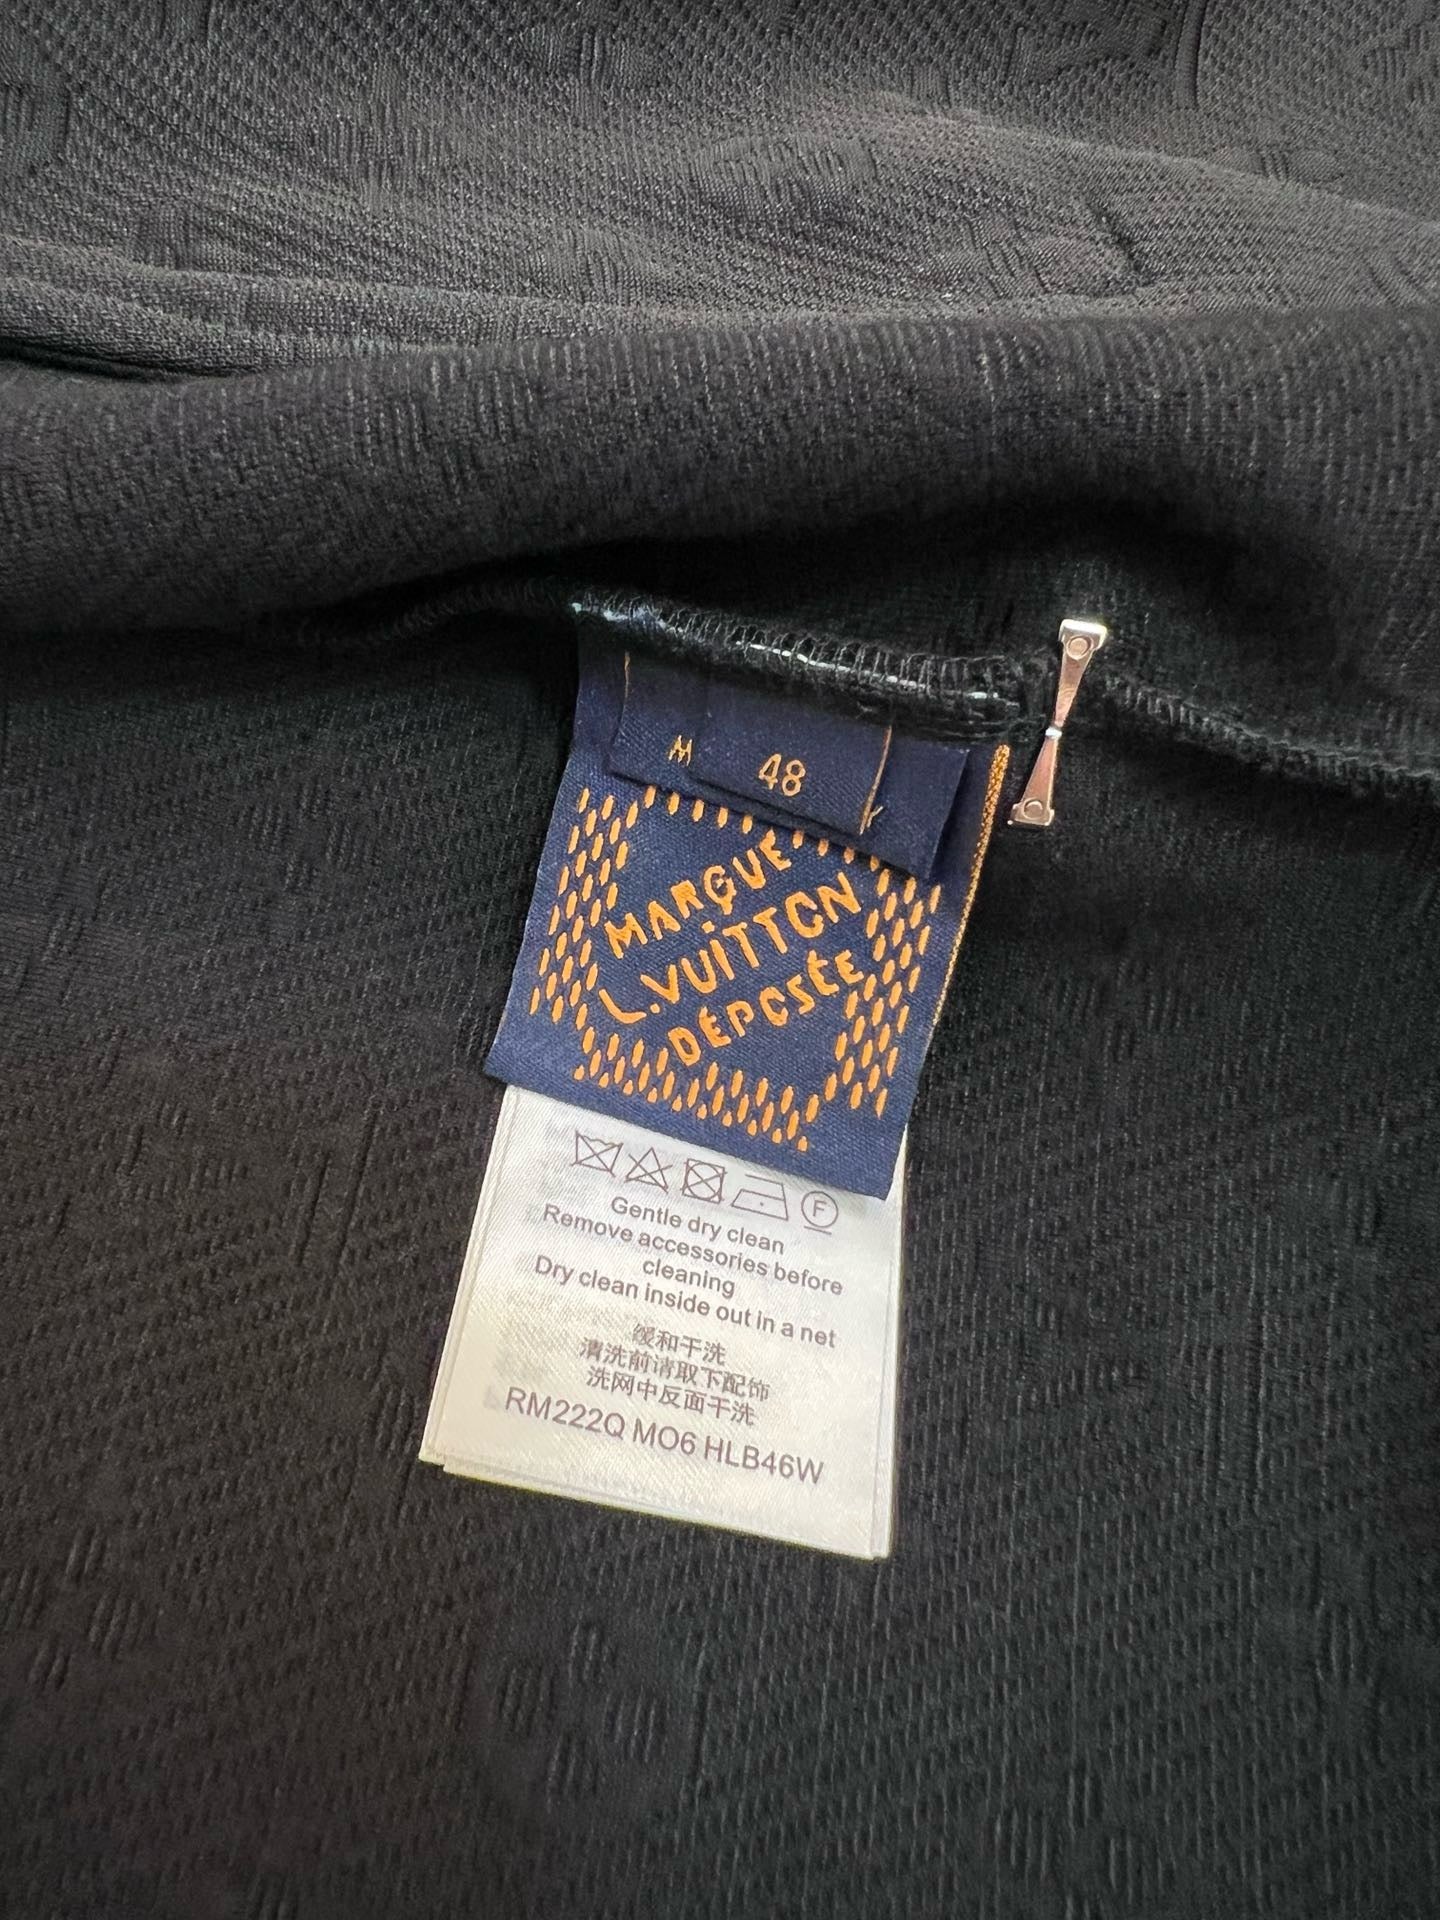 M 48
MARQUE
L.VUITTON
DÉPOSÉE
F
Gentle dry clean
Remove accessories before
cleaning
Dry clean inside out in a net
缓和干洗
清洗前请取下配饰
洗网中反面干洗
RM222Q MO6 HLB46W